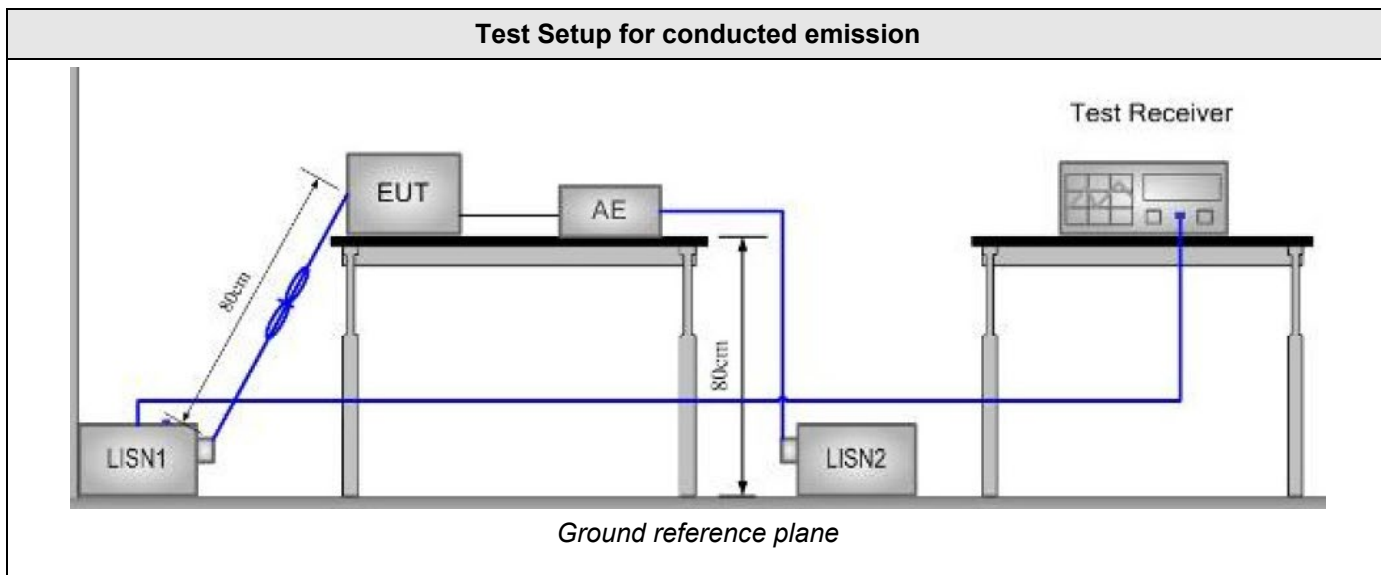 Test Setup for conducted emission
Test Receiver
EUT
AE
80cm
80cm
LISN1
LISN2
Ground reference plane